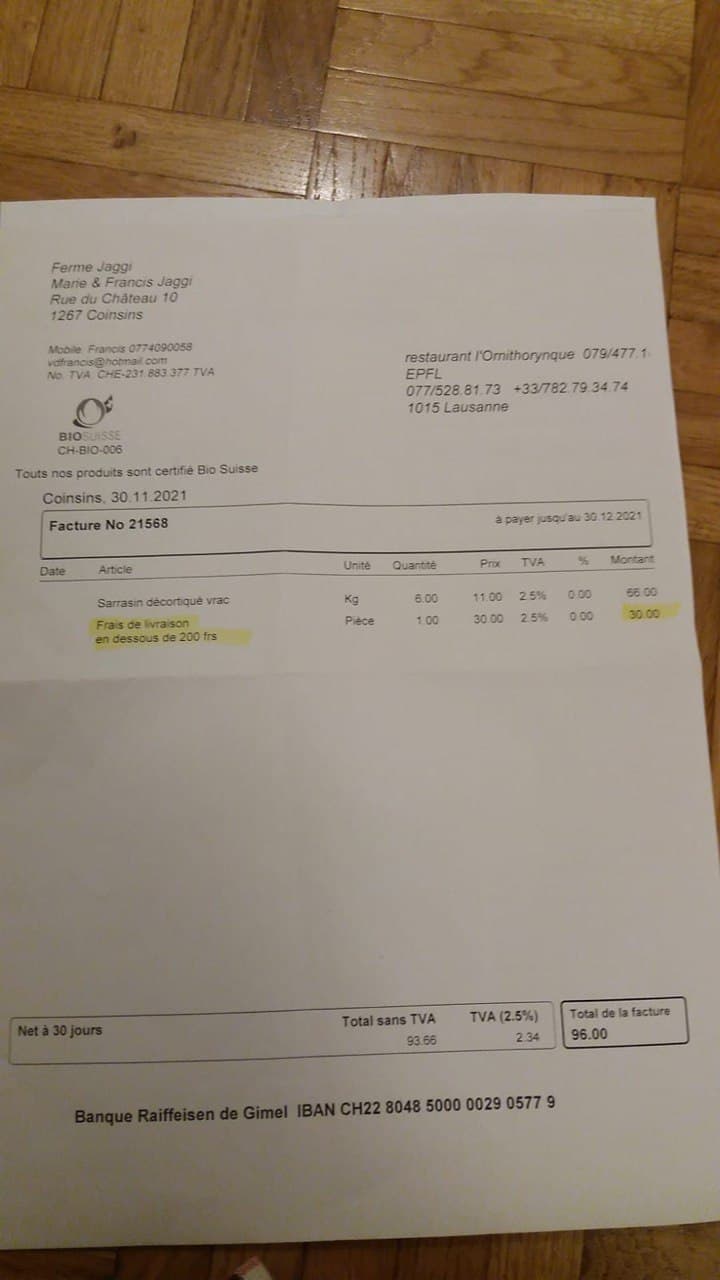 Ferme Jaggi
Marie & Francis Jaggi
Rue du Château 10
1267 Coinsins
Mobile Francis 0774090058
vdfrancis@hotmail.com
No. TVA CHE-231.883.377 TVA
restaurant l'Ornithorynque 079/477.1
EPFL
077/528.81.73 +33/782.79.34.74
1015 Lausanne
BIOSUISSE
CH-BIO-006
Touts nos produits sont certifié Bio Suisse
Coinsins, 30.11.2021
Facture No 21568 à payer jusqu'au 30.12.2021
Date Article Unité Quantité Prix TVA % Montant
Sarrasin décortiqué vrac Kg 6.00 11.00 2.5% 0.00 66.00
Frais de livraison Pièce 1.00 30.00 2.5% 0.00 30.00
en dessous de 200 frs
Net à 30 jours Total sans TVA TVA (2.5%) Total de la facture
93.66 2.34 96.00
Banque Raiffeisen de Gimel IBAN CH22 8048 5000 0029 0577 9